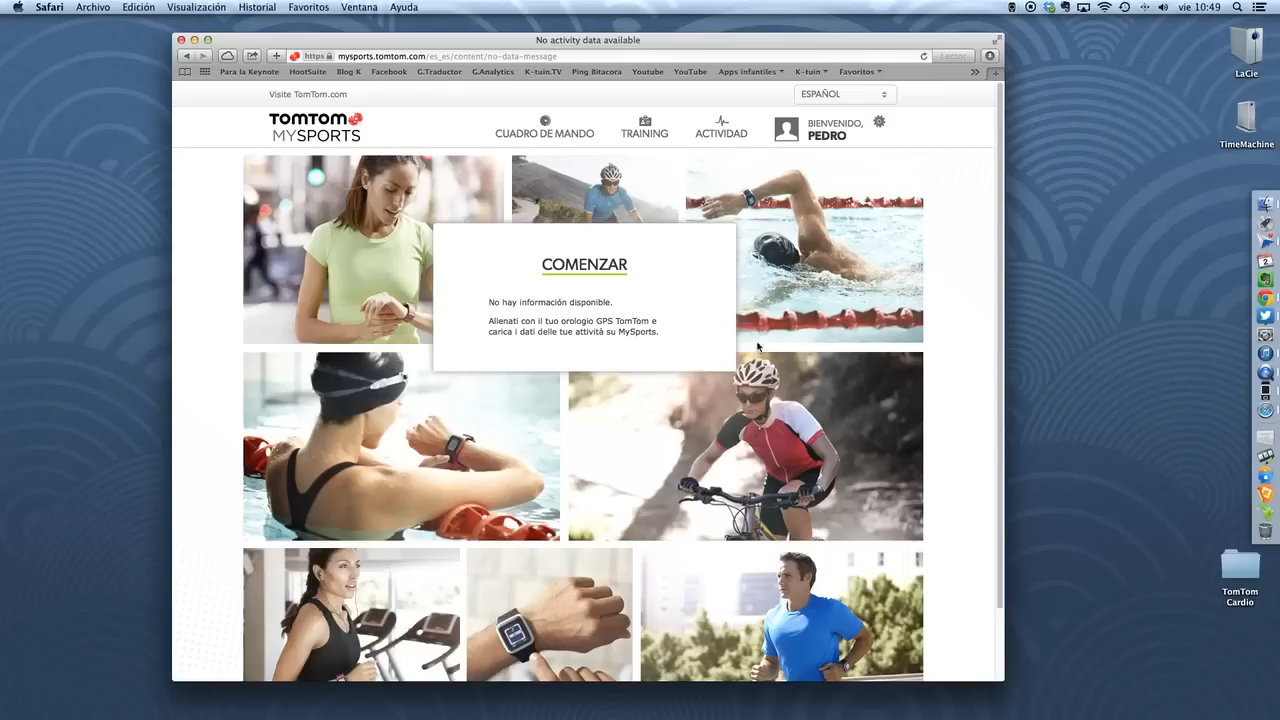 Safari Archivo Edición Visualización Historial Favoritos Ventana Ayuda vie 10:49
No activity data available
https mysports.tomtom.com/es_es/content/no-data-message Lector
Para la Keynote HootSuite Blog K Facebook G.Traductor G.Analytics K-tuin.TV Ping Bitacora Youtube YouTube Apps infantiles K-tuin Favoritos
Visite TomTom.com ESPAÑOL
TOMTOM
MYSPORTS
CUADRO DE MANDO TRAINING ACTIVIDAD
BIENVENIDO,
PEDRO
COMENZAR
No hay información disponible.
Allenati con il tuo orologio GPS TomTom e
carica i dati delle tue attività su MySports.
LaCie
TimeMachine
2
TomTom
Cardio